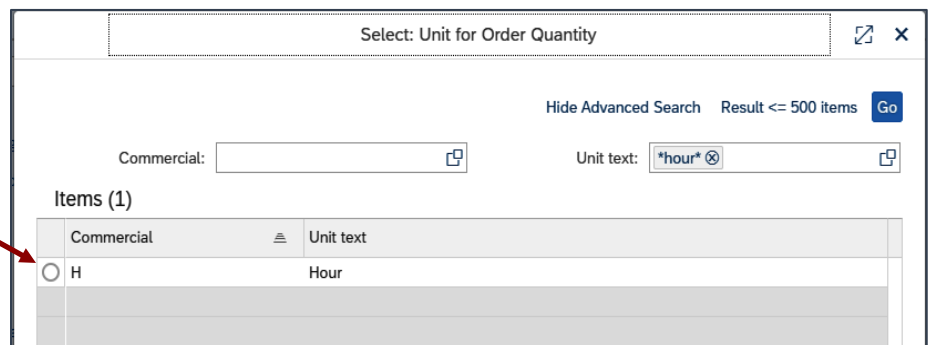 Select: Unit for Order Quantity
Hide Advanced Search Result <= 500 items Go
Commercial: Unit text: *hour*
Items (1)
Commercial Unit text
H Hour